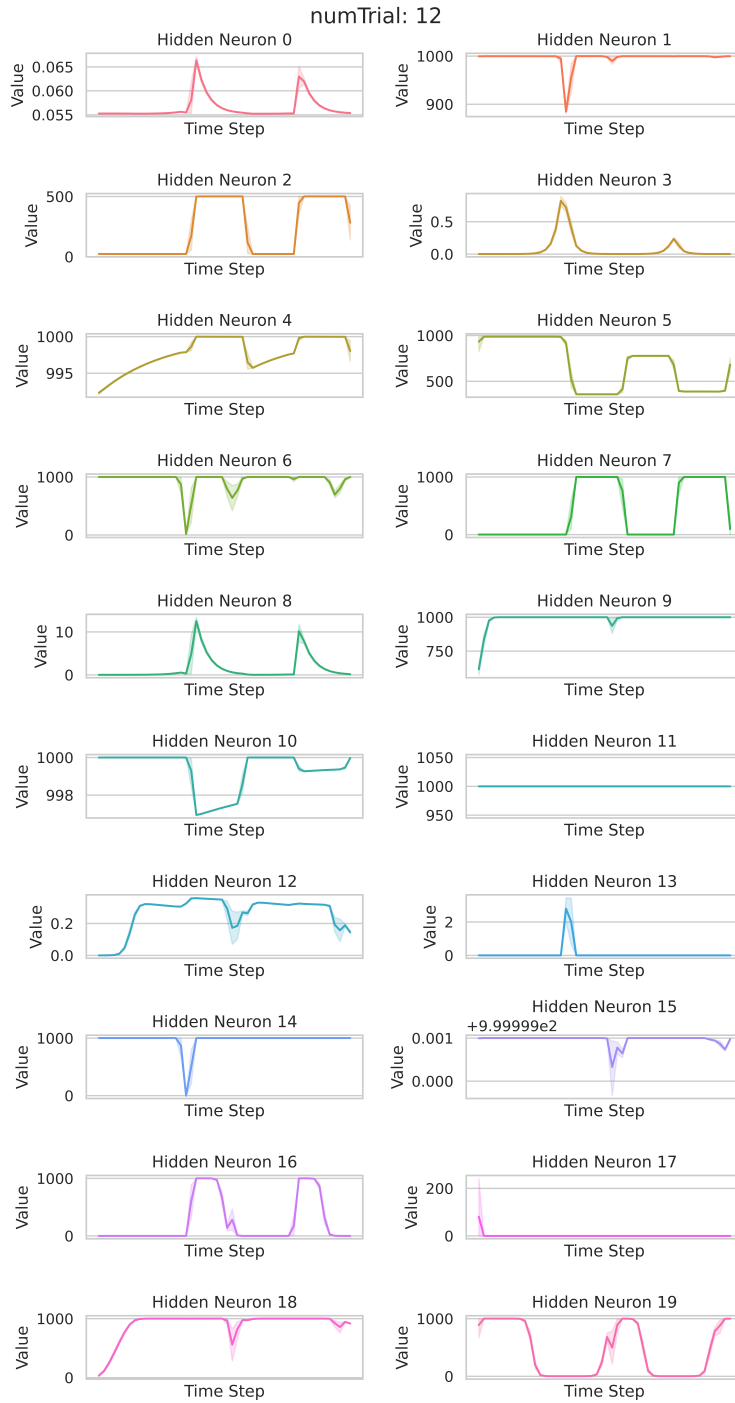 numTrial: 12
Hidden Neuron 0
Value
0.065
0.060
0.055
Time Step
Hidden Neuron 1
Value
1000
900
Time Step
Hidden Neuron 2
Value
500
0
Time Step
Hidden Neuron 3
Value
0.5
0.0
Time Step
Hidden Neuron 4
Value
1000
995
Time Step
Hidden Neuron 5
Value
1000
500
Time Step
Hidden Neuron 6
Value
1000
0
Time Step
Hidden Neuron 7
Value
1000
0
Time Step
Hidden Neuron 8
Value
10
0
Time Step
Hidden Neuron 9
Value
1000
750
Time Step
Hidden Neuron 10
Value
1000
998
Time Step
Hidden Neuron 11
Value
1050
1000
950
Time Step
Hidden Neuron 12
Value
0.2
0.0
Time Step
Hidden Neuron 13
Value
2
0
Time Step
Hidden Neuron 14
Value
1000
0
Time Step
Hidden Neuron 15
+9.99999e2
Value
0.001
0.000
Time Step
Hidden Neuron 16
Value
1000
0
Time Step
Hidden Neuron 17
Value
200
0
Time Step
Hidden Neuron 18
Value
1000
0
Time Step
Hidden Neuron 19
Value
1000
0
Time Step